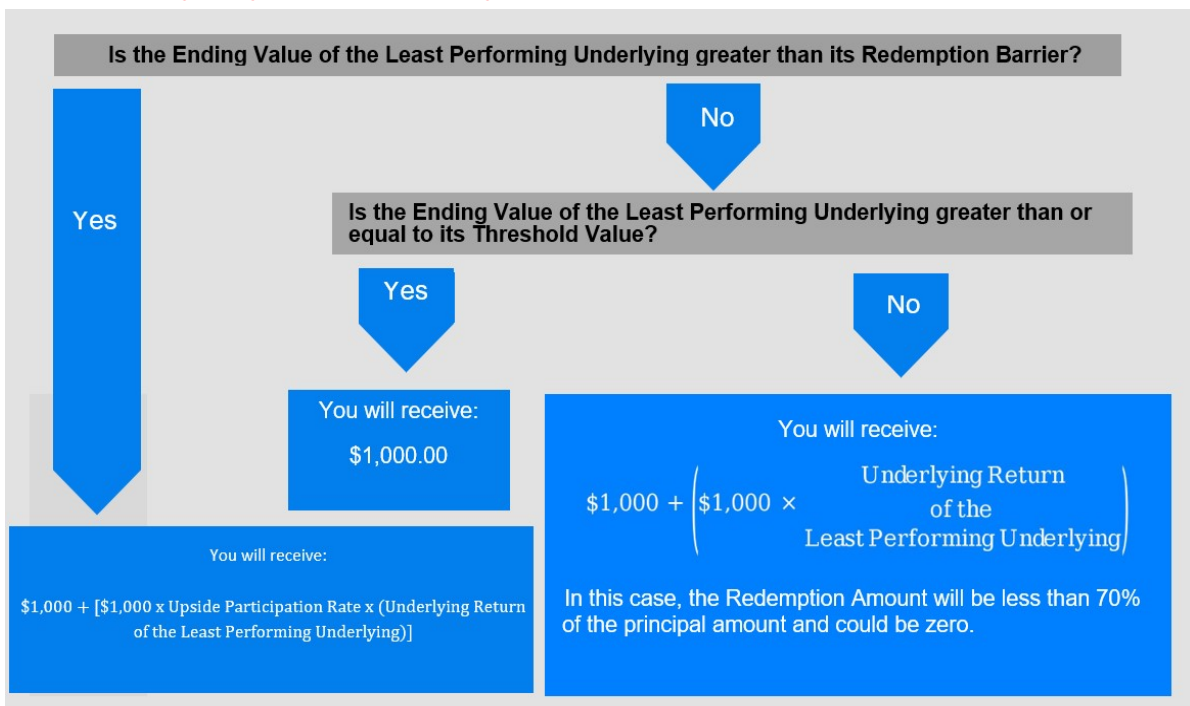 Is the Ending Value of the Least Performing Underlying greater than its Redemption Barrier?
No
Yes
Is the Ending Value of the Least Performing Underlying greater than or
equal to its Threshold Value?
Yes
No
You will receive:
$1,000.00
You will receive:
$1,000 + ($1,000 × Underlying Return
of the
Least Performing Underlying)
In this case, the Redemption Amount will be less than 70%
of the principal amount and could be zero.
You will receive:
$1,000 + [$1,000 x Upside Participation Rate x (Underlying Return
of the Least Performing Underlying)]